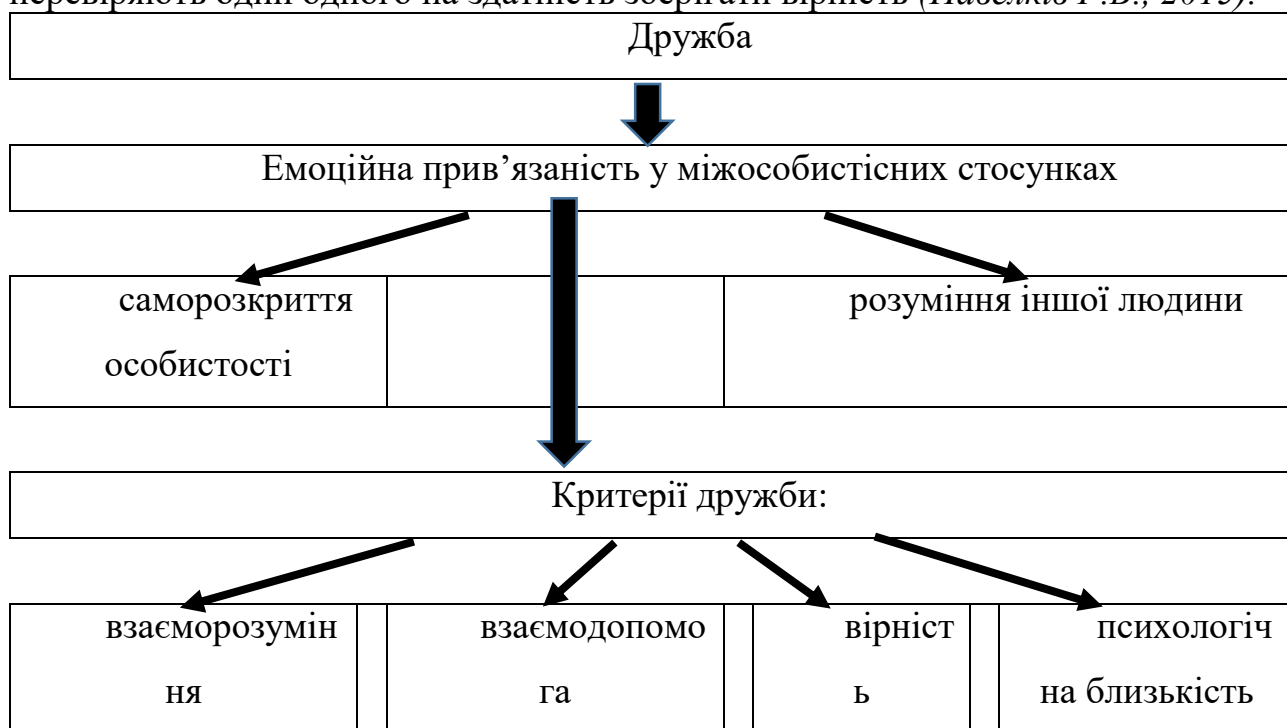 перевіряють один одного на здатність зберігати вірність (Павелків Р.В., 2015).
Дружба
Емоційна прив’язаність у міжособистісних стосунках
саморозкриття
особистості
розуміння іншої людини
Критерії дружби:
взаєморозумін
ня
взаємодопомо
га
вірніст
ь
психологіч
на близькість